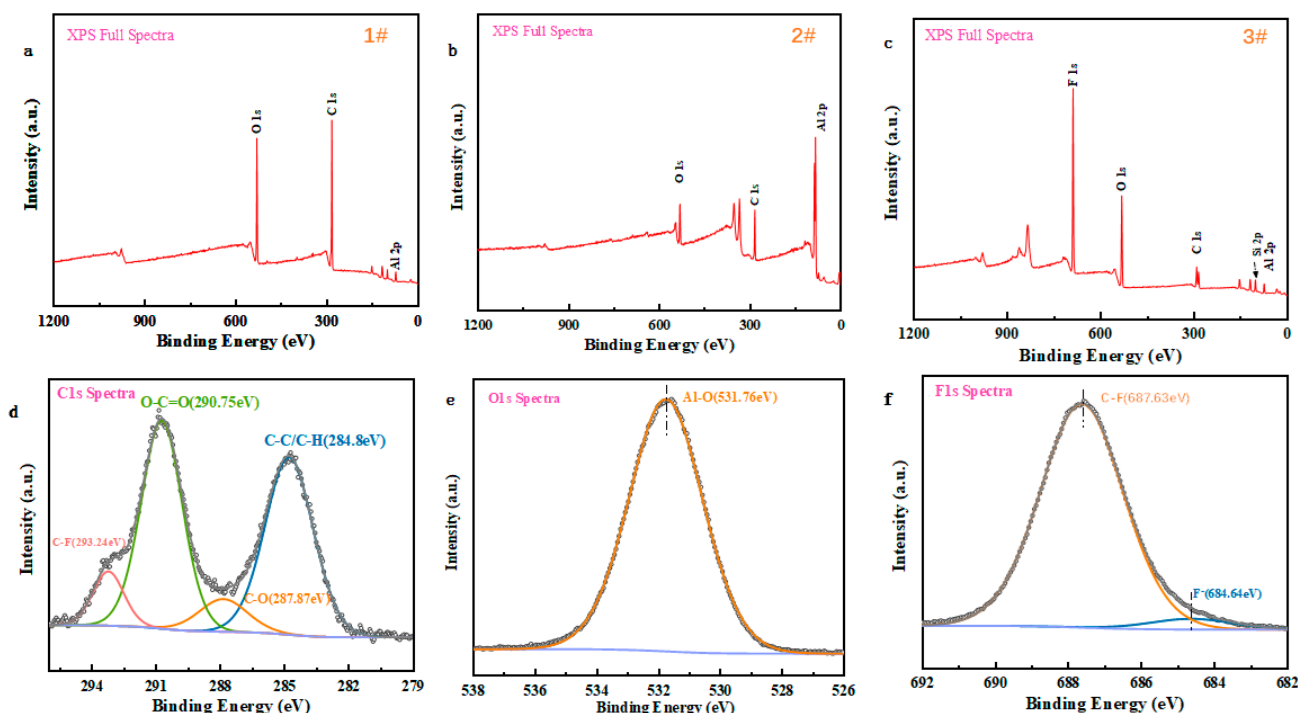 a
XPS Full Spectra
1#
O 1s
C 1s
Al 2p
Intensity (a.u.)
1200
900
600
300
0
Binding Energy (eV)
b
XPS Full Spectra
2#
O 1s
C 1s
Al 2p
Intensity (a.u.)
1200
900
600
300
0
Binding Energy (eV)
c
XPS Full Spectra
3#
F 1s
O 1s
C 1s
Si 2p
Al 2p
Intensity (a.u.)
1200
900
600
300
0
Binding Energy (eV)
d
C1s Spectra
O-C=O(290.75eV)
C-C/C-H(284.8eV)
C-F(293.24eV)
C-O(287.87eV)
Intensity (a.u.)
294
291
288
285
282
279
Binding Energy (eV)
e
O1s Spectra
Al-O(531.76eV)
Intensity (a.u.)
538
536
534
532
530
528
526
Binding Energy (eV)
f
F1s Spectra
C-F(687.63eV)
F-(684.64eV)
Intensity (a.u.)
692
690
688
686
684
682
Binding Energy (eV)